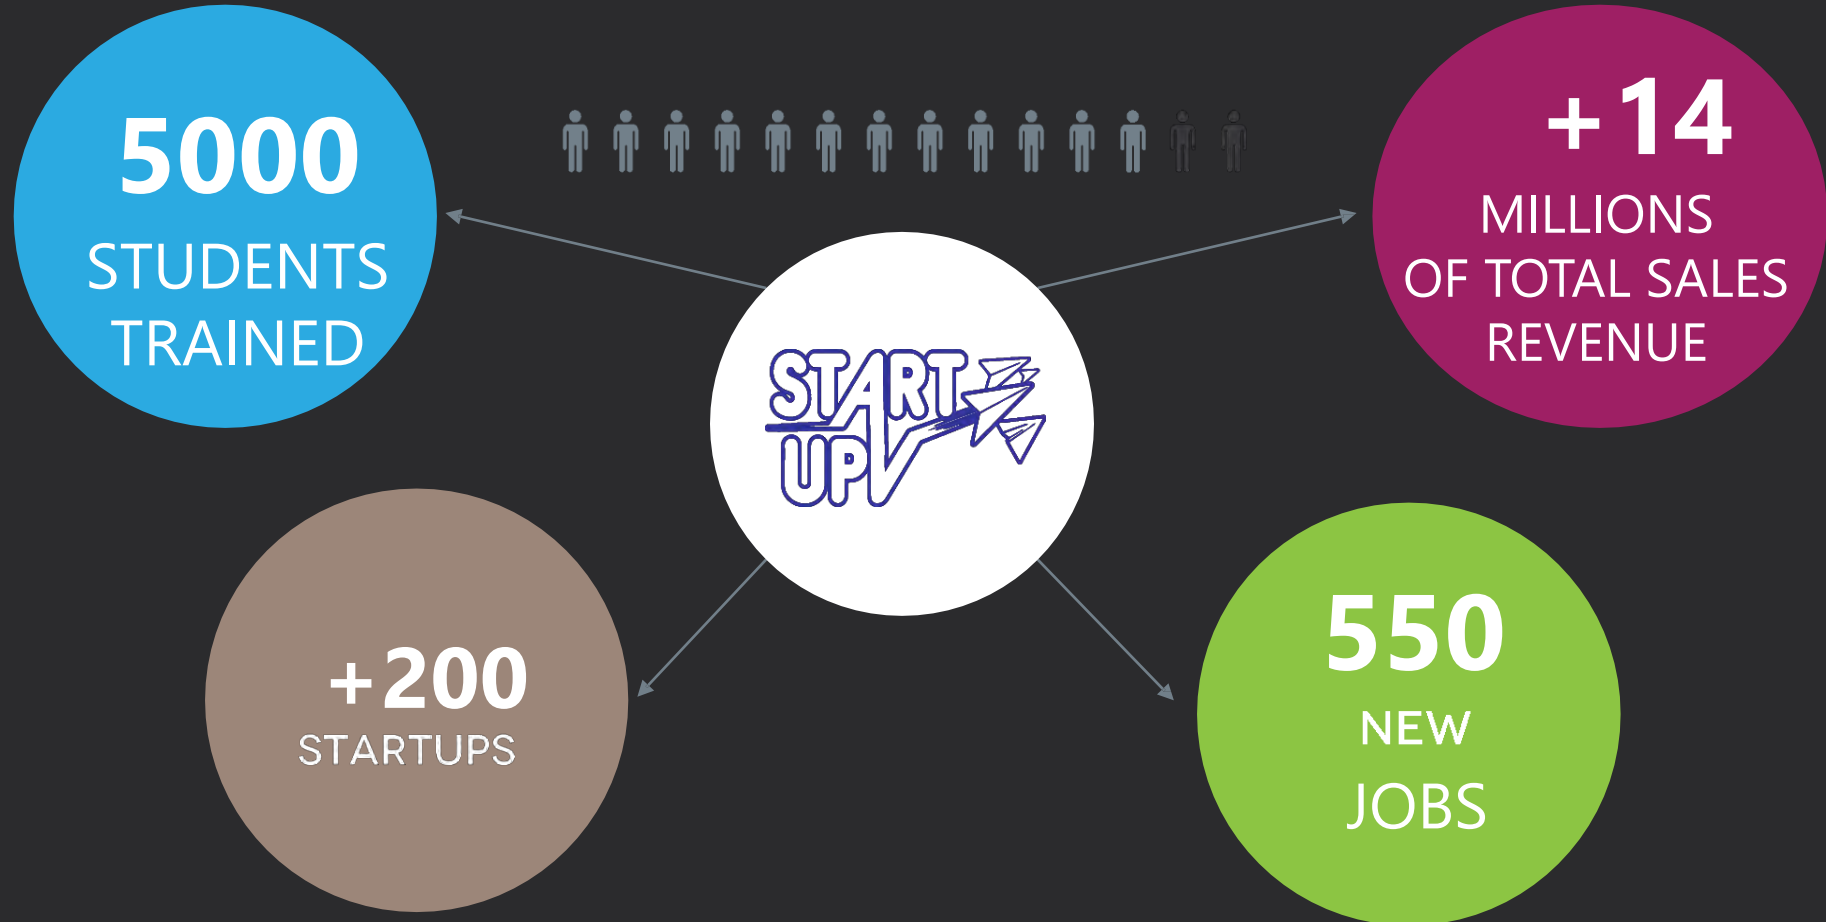 5000
STUDENTS
TRAINED
+14
MILLIONS
OF TOTAL SALES
REVENUE
START
UPV
+200
STARTUPS
550
NEW
JOBS